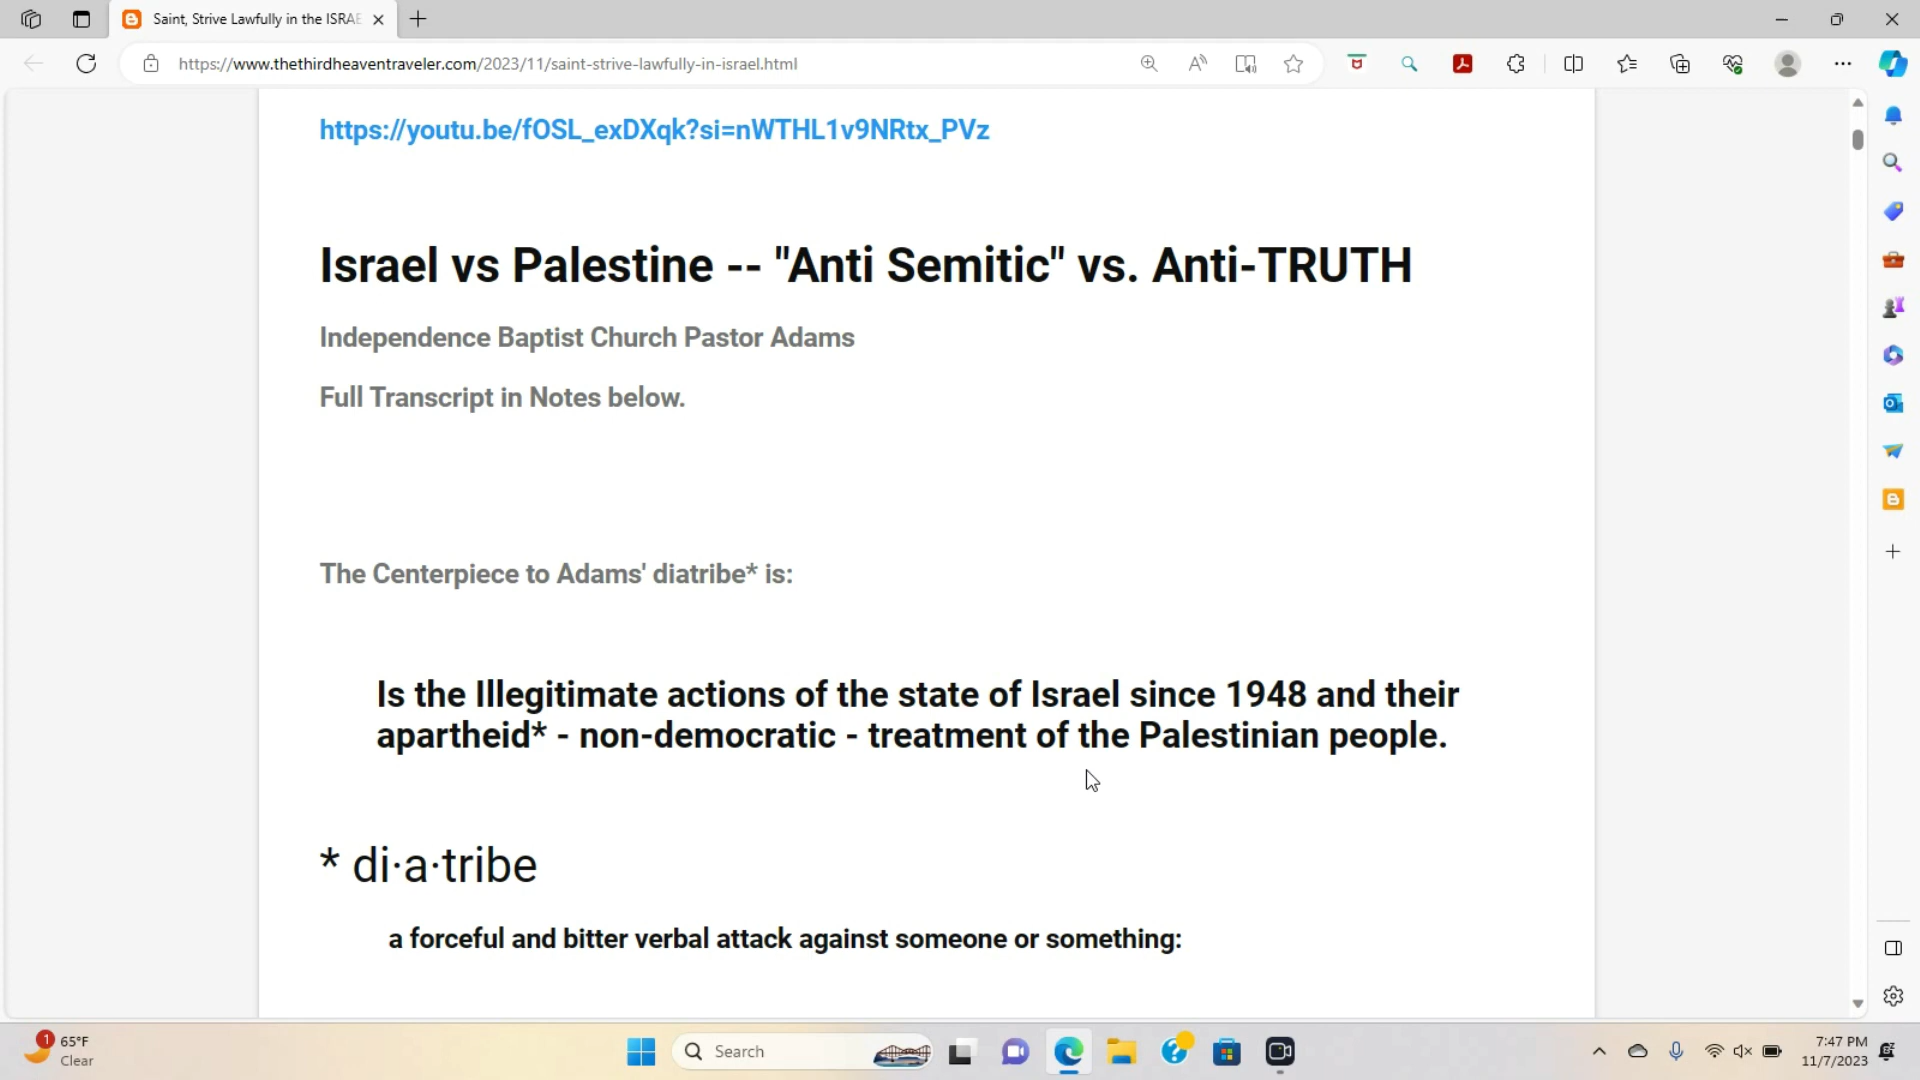 Saint, Strive Lawfully in the ISRAE
https://www.thethirdheaventraveler.com/2023/11/saint-strive-lawfully-in-israel.html
https://youtu.be/fOSL_exDXqk?si=nWTHL1v9NRtx_PVz
Israel vs Palestine -- "Anti Semitic" vs. Anti-TRUTH
Independence Baptist Church Pastor Adams
Full Transcript in Notes below.
The Centerpiece to Adams' diatribe* is:
Is the Illegitimate actions of the state of Israel since 1948 and their
apartheid* - non-democratic - treatment of the Palestinian people.
* di·a·tribe
a forceful and bitter verbal attack against someone or something:
1
65°F
Clear
Search
7:47 PM
11/7/2023